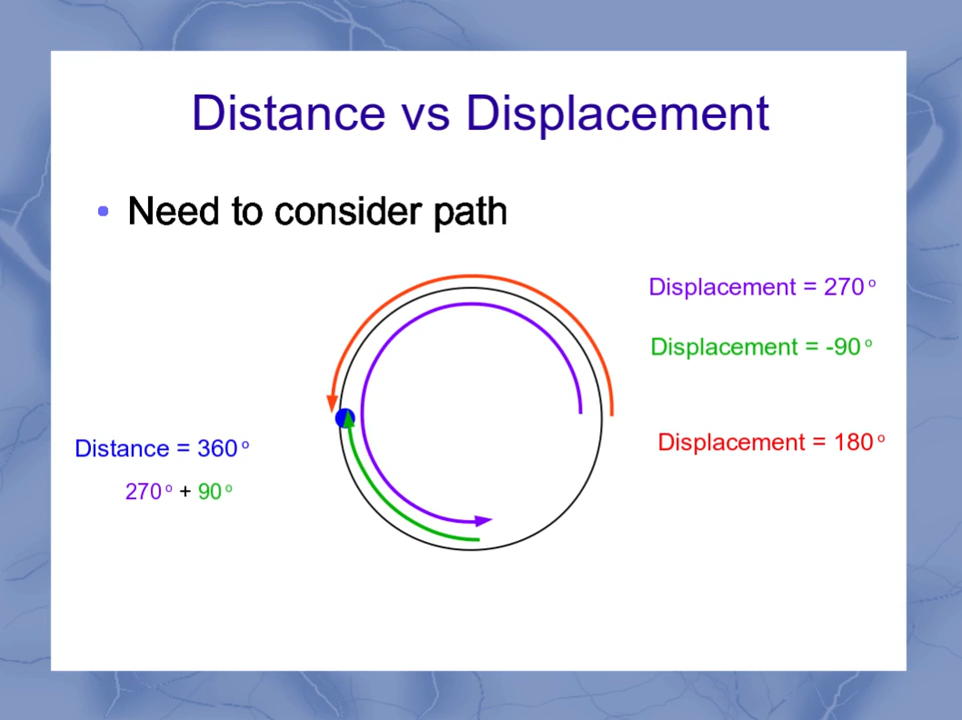 Distance vs Displacement
• Need to consider path
Displacement = 270°
Displacement = -90°
Displacement = 180°
Distance = 360°
270° + 90°